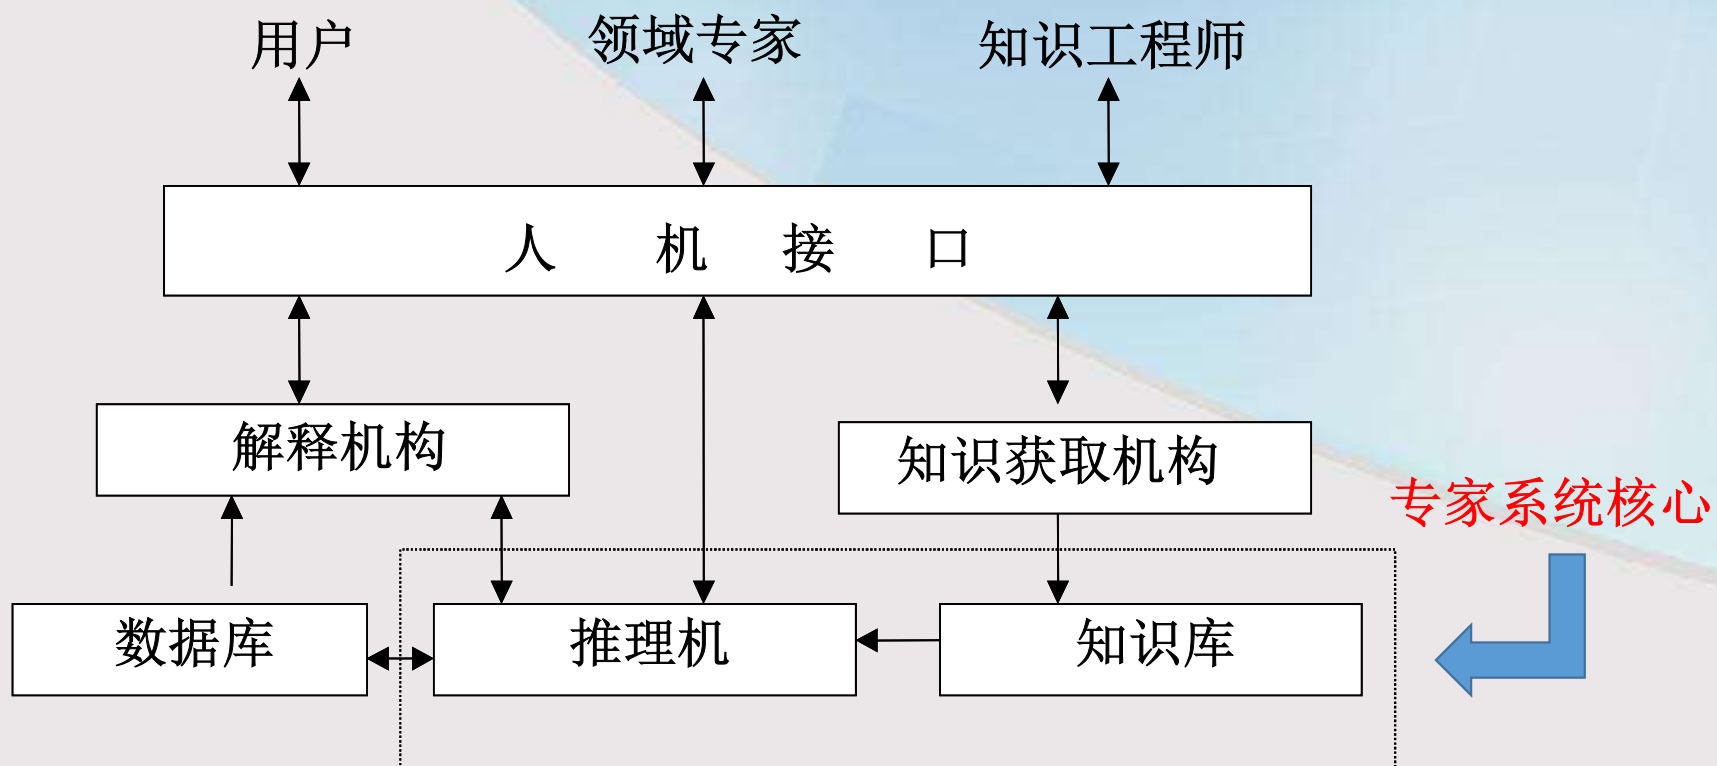 用户 领域专家 知识工程师
人 机 接 口
解释机构 知识获取机构
专家系统核心
数据库 推理机 知识库